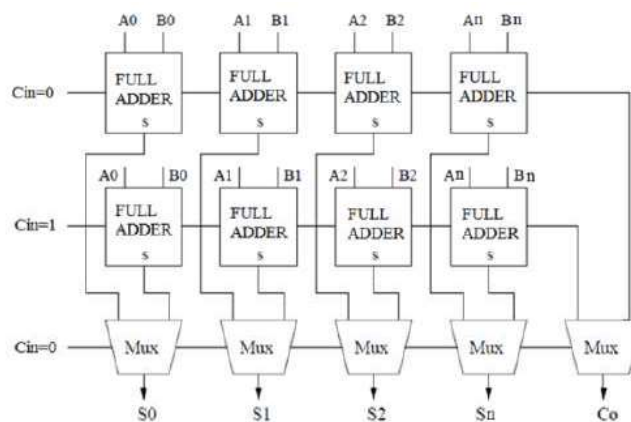 A0 B0 A1 B1 A2 B2 An Bn
Cin=0
FULL ADDER S
FULL ADDER S
FULL ADDER S
FULL ADDER S
A0 B0 A1 B1 A2 B2 An Bn
Cin=1
FULL ADDER S
FULL ADDER S
FULL ADDER S
FULL ADDER S
Cin=0 Mux Mux Mux Mux Mux
S0 S1 S2 Sn Co